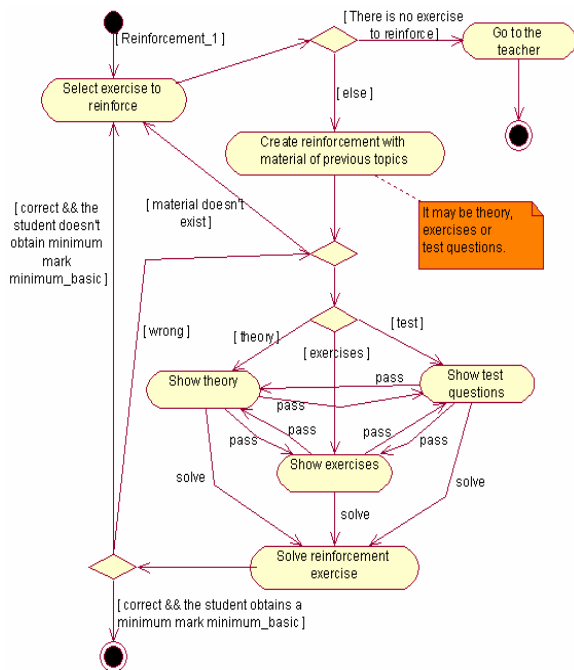 [ There is no exercise
to reinforce ]
Go to the
teacher
[ Reinforcement_1 ]
Select exercise to
reinforce
[ else ]
Create reinforcement with
material of previous topics
[ material doesn't
exist ]
It may be theory,
exercises or
test questions.
[ correct && the
student doesn't
obtain minimum
mark
minimum_basic ]
[ wrong ]
[ theory ]
[ exercises ]
[ test ]
Show theory
Show test
questions
pass
pass
pass
pass
pass
pass
Show exercises
solve
solve
solve
Solve reinforcement
exercise
[ correct && the student obtains a
minimum mark minimum_basic ]